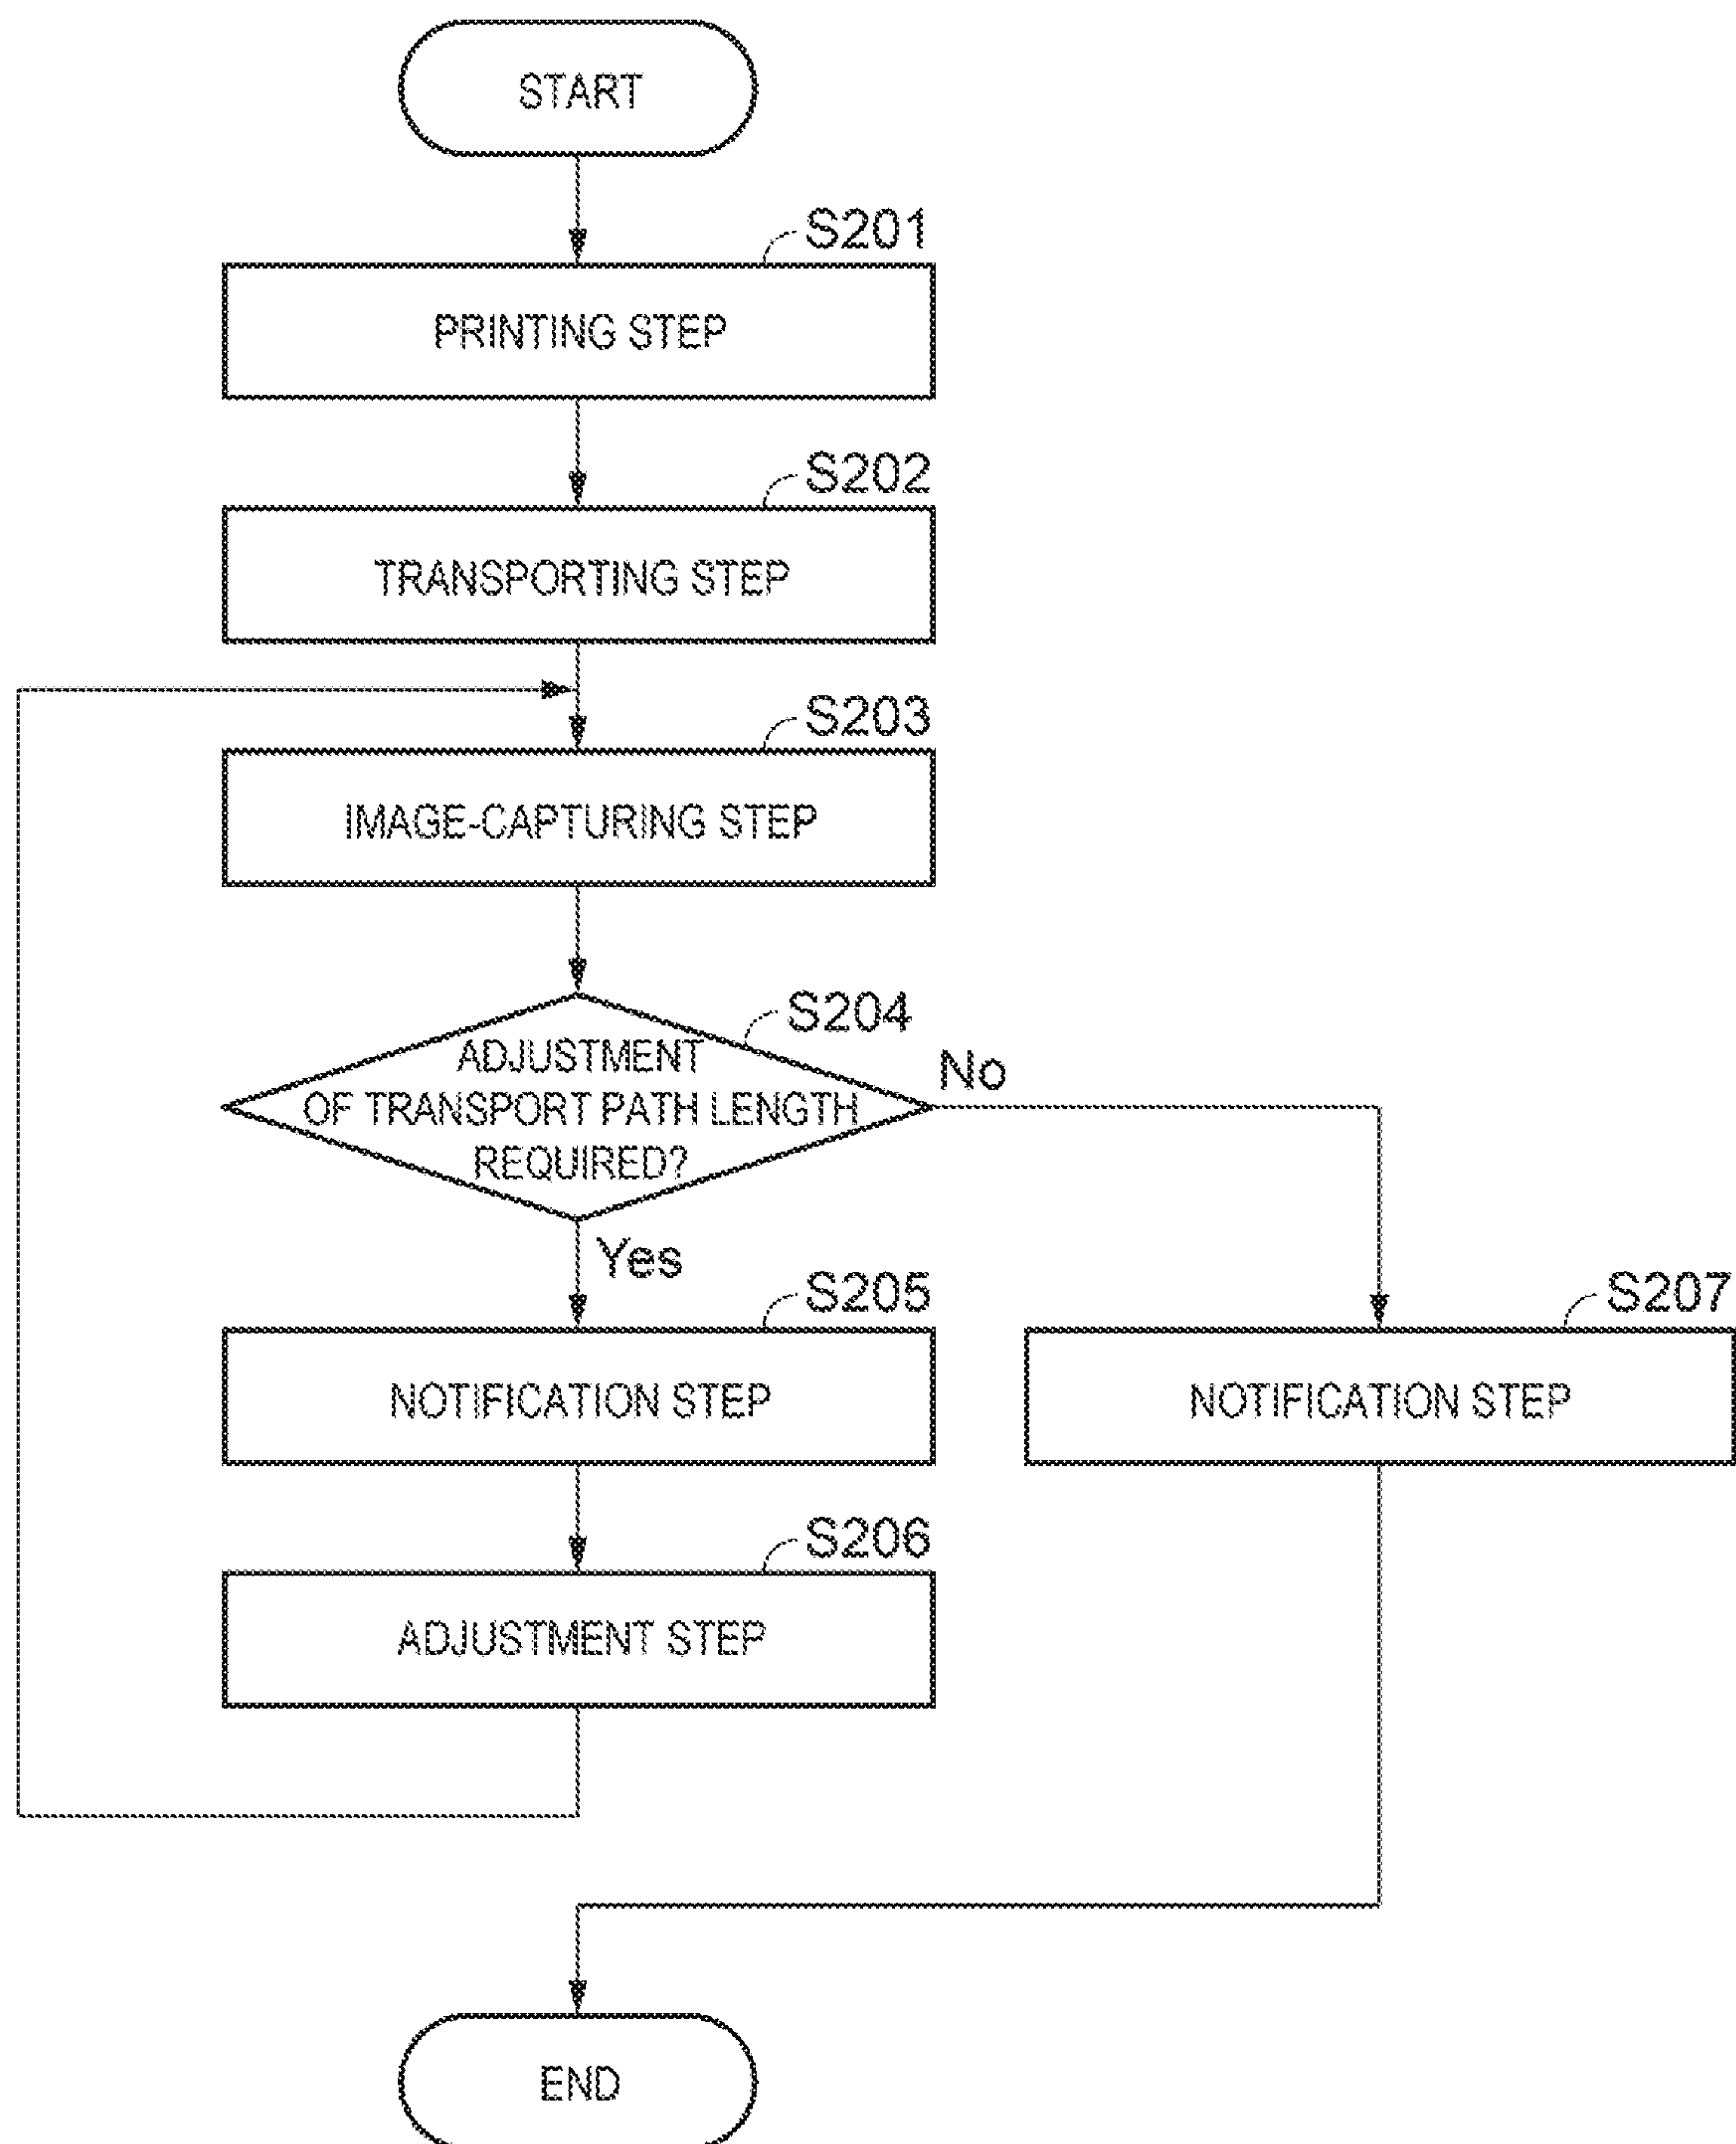 START
S201
PRINTING STEP
S202
TRANSPORTING STEP
S203
IMAGE-CAPTURING STEP
S204
ADJUSTMENT
OF TRANSPORT PATH LENGTH
REQUIRED?
No
Yes
S205
NOTIFICATION STEP
S207
NOTIFICATION STEP
S206
ADJUSTMENT STEP
END